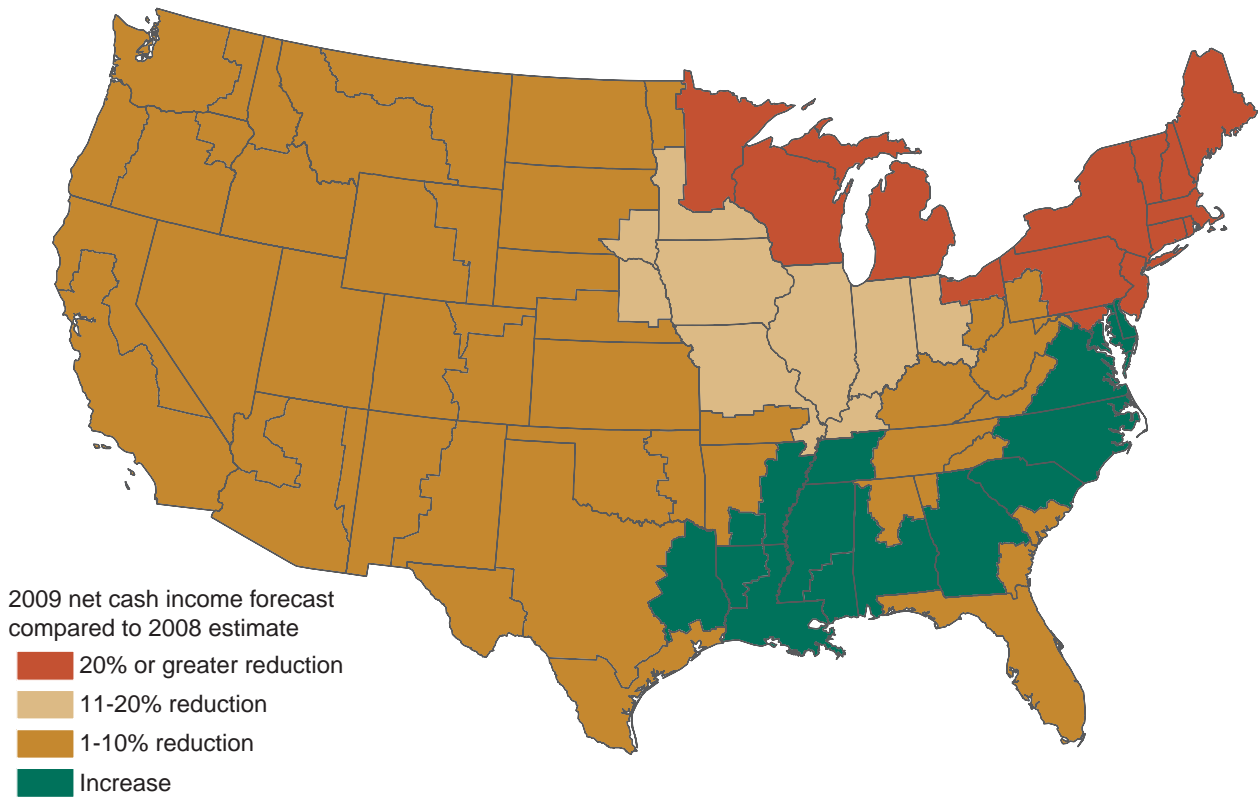 2009 net cash income forecast
compared to 2008 estimate
20% or greater reduction
11-20% reduction
1-10% reduction
Increase